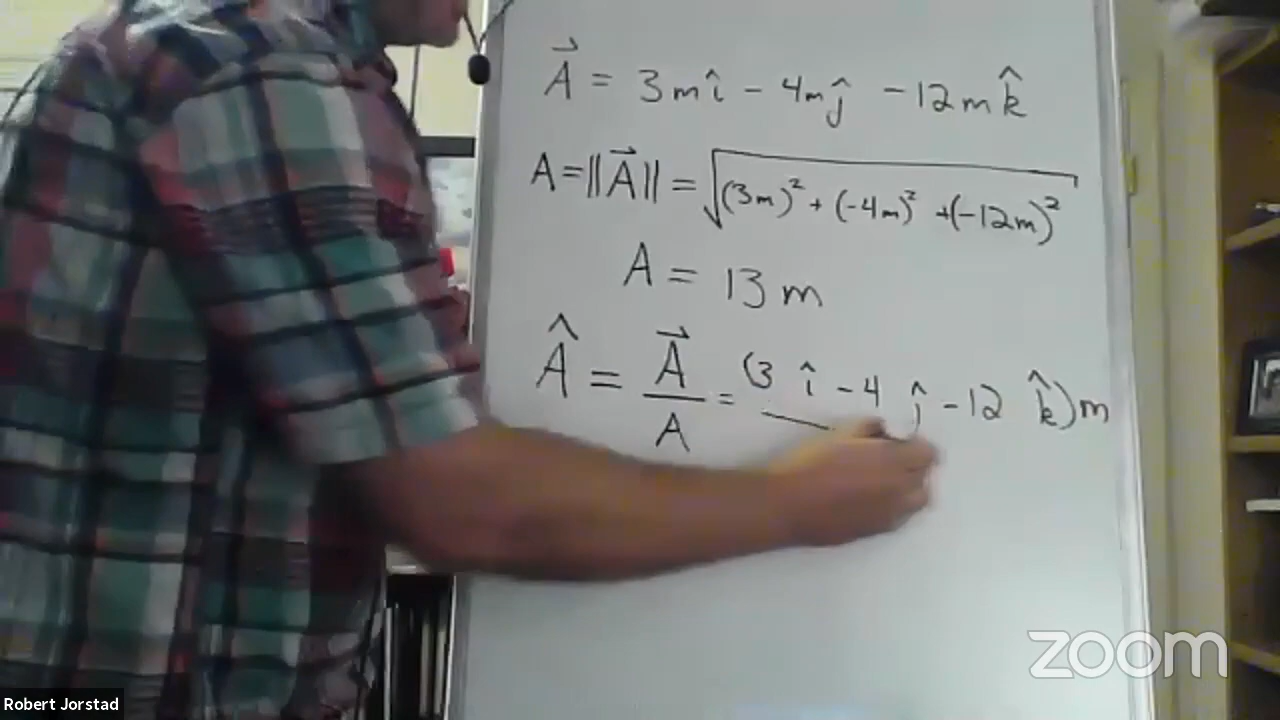 A⃗ = 3m î - 4m ĵ - 12m k̂
A = ||A⃗|| = √((3m)² + (-4m)² + (-12m)²)
A = 13 m
Â = A⃗/A = (3 î - 4 ĵ - 12 k̂)m
zoom
Robert Jorstad